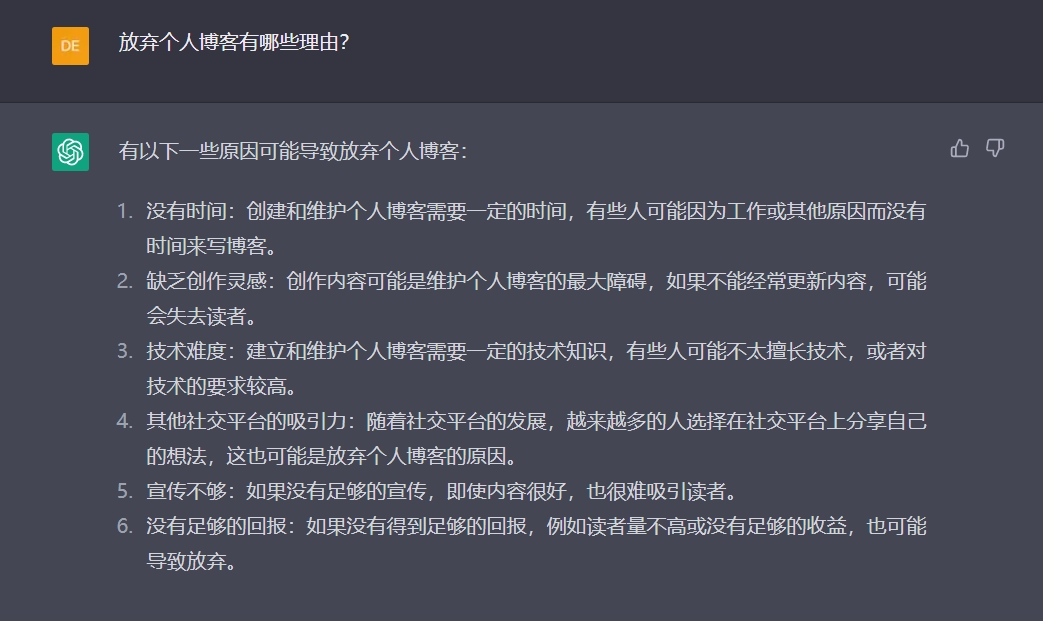 DE
放弃个人博客有哪些理由？
有以下一些原因可能导致放弃个人博客：
1. 没有时间：创建和维护个人博客需要一定的时间，有些人可能因为工作或其他原因而没有
时间来写博客。
2. 缺乏创作灵感：创作内容可能是维护个人博客的最大障碍，如果不能经常更新内容，可能
会失去读者。
3. 技术难度：建立和维护个人博客需要一定的技术知识，有些人可能不太擅长技术，或者对
技术的要求较高。
4. 其他社交平台的吸引力：随着社交平台的发展，越来越多的人选择在社交平台上分享自己
的想法，这也可能是放弃个人博客的原因。
5. 宣传不够：如果没有足够的宣传，即使内容很好，也很难吸引读者。
6. 没有足够的回报：如果没有得到足够的回报，例如读者量不高或没有足够的收益，也可能
导致放弃。